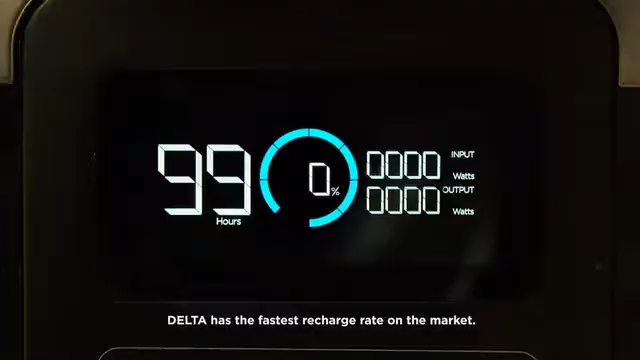 99
Hours
0%
0000 INPUT
Watts
0000 OUTPUT
Watts
DELTA has the fastest recharge rate on the market.